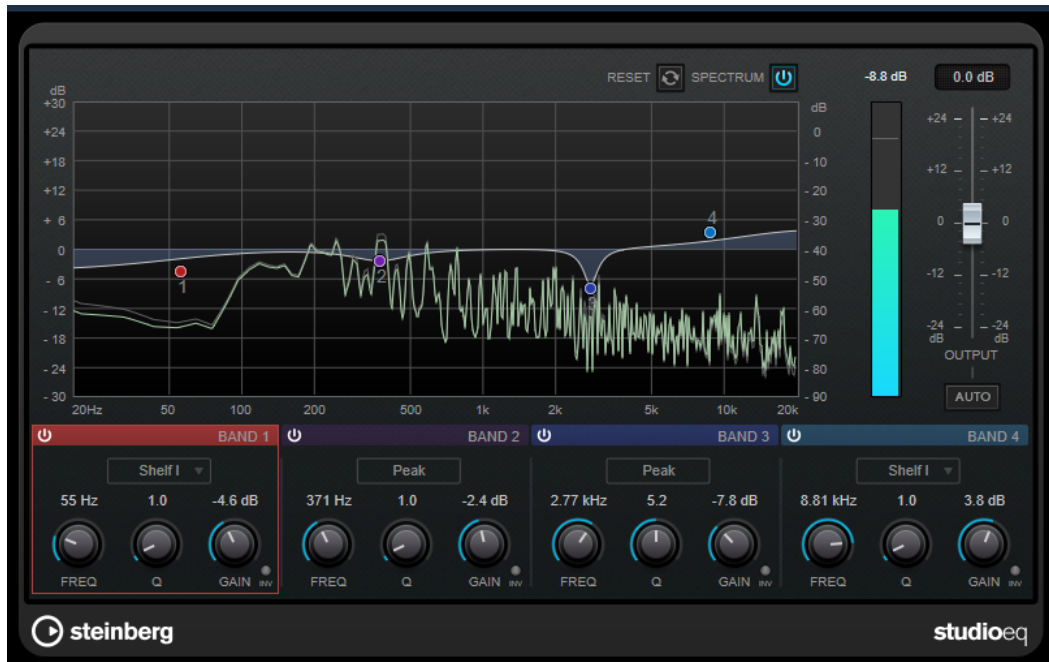 RESET SPECTRUM -8.8 dB 0.0 dB
dB dB
+30
+24 0 +24 +24
+18 - 10
+12 - 20 +12 +12
+ 6 4 - 30
0 - 40 0 0
- 6 1 2 3 - 50 -12 -12
- 12 - 60
- 18 - 70 -24 -24
dB dB
- 24 - 80 OUTPUT
- 30 - 90 AUTO
20Hz 50 100 200 500 1k 2k 5k 10k 20k
BAND 1 BAND 2 BAND 3 BAND 4
Shelf I Peak Peak Shelf I
55 Hz 1.0 -4.6 dB 371 Hz 1.0 -2.4 dB 2.77 kHz 5.2 -7.8 dB 8.81 kHz 1.0 3.8 dB
FREQ Q GAIN INV FREQ Q GAIN INV FREQ Q GAIN INV FREQ Q GAIN INV
steinberg studioeq